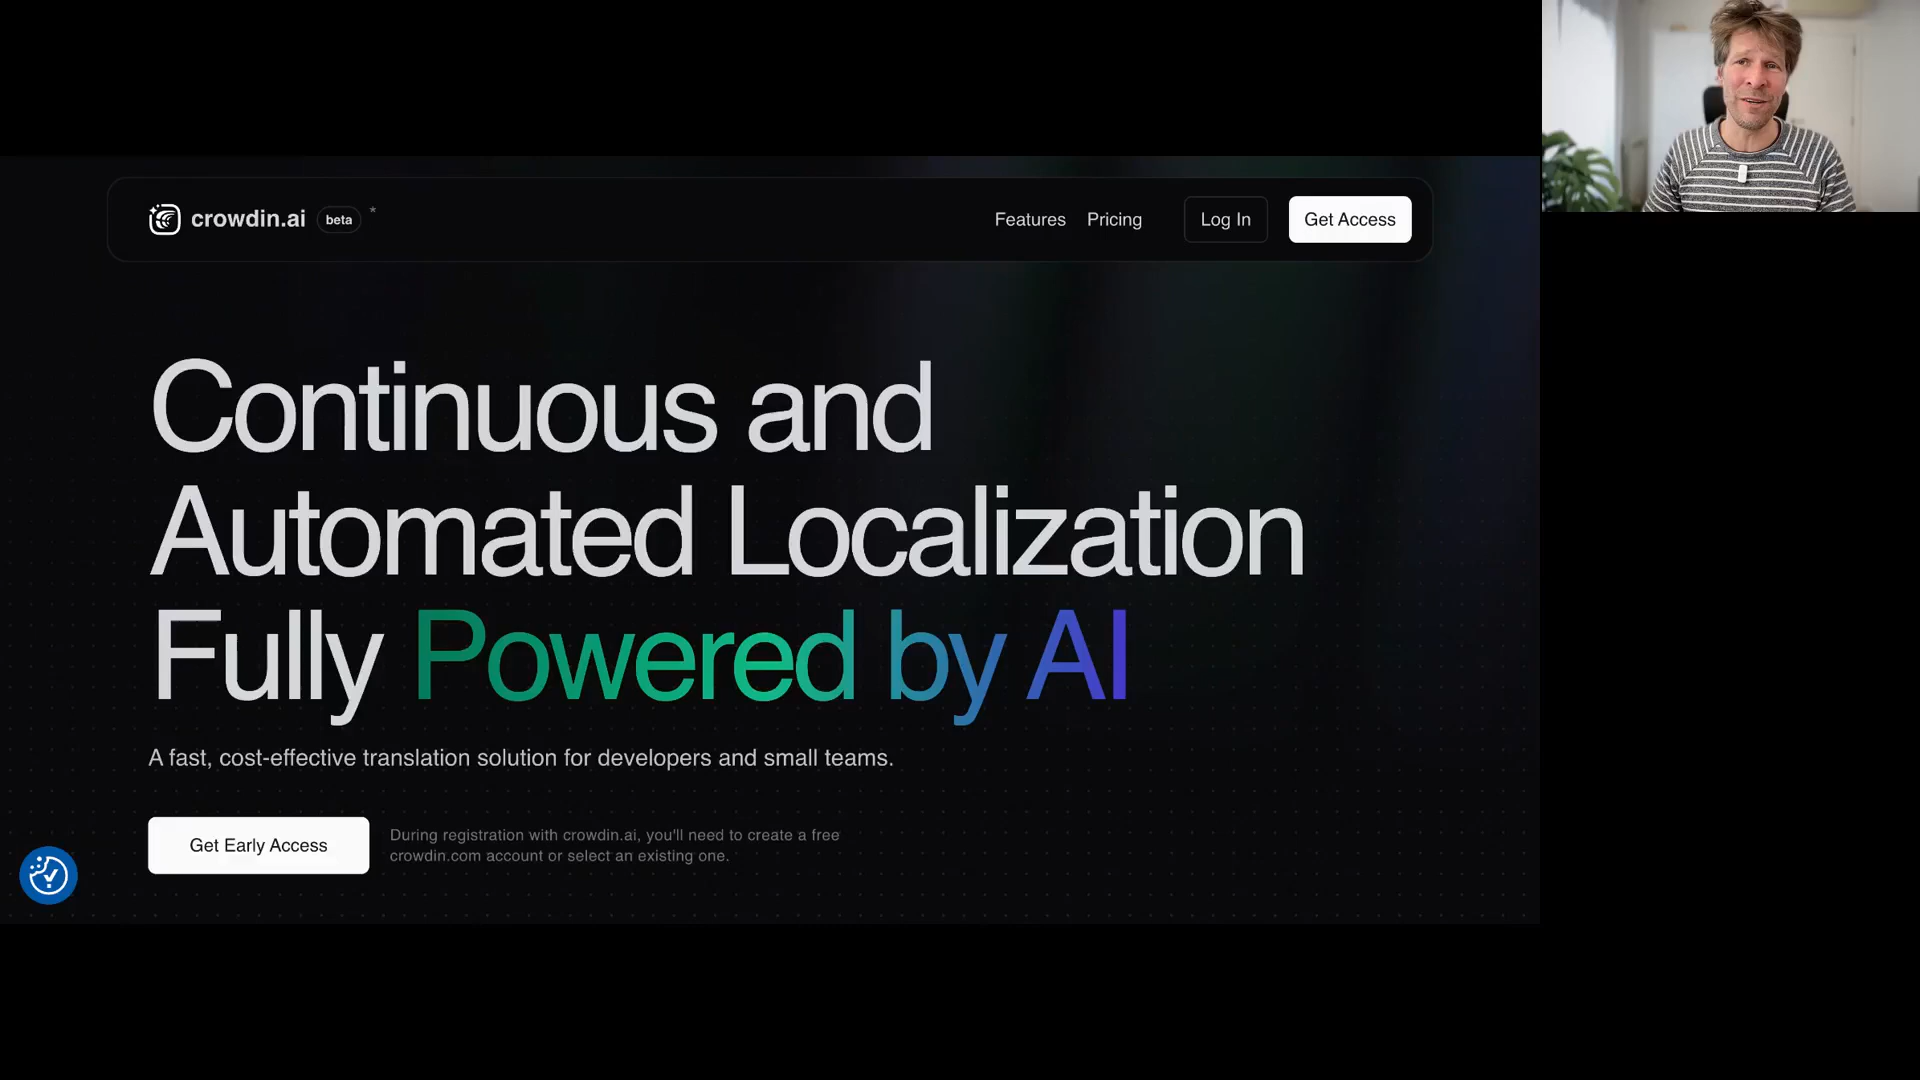 crowdin.ai beta *
Features Pricing Log In Get Access
Continuous and
Automated Localization
Fully Powered by AI
A fast, cost-effective translation solution for developers and small teams.
Get Early Access
During registration with crowdin.ai, you'll need to create a free
crowdin.com account or select an existing one.